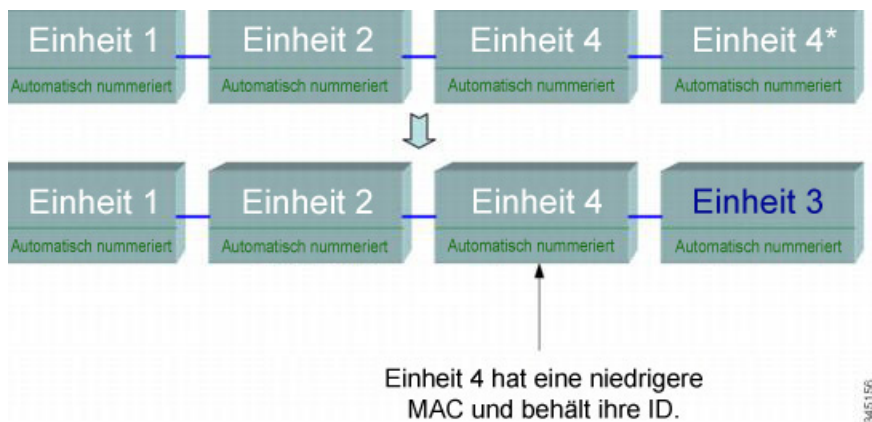 Einheit 1 Einheit 2 Einheit 4 Einheit 4*
Automatisch nummeriert Automatisch nummeriert Automatisch nummeriert Automatisch nummeriert
Einheit 1 Einheit 2 Einheit 4 Einheit 3
Automatisch nummeriert Automatisch nummeriert Automatisch nummeriert Automatisch nummeriert
Einheit 4 hat eine niedrigere
MAC und behält ihre ID.
345156